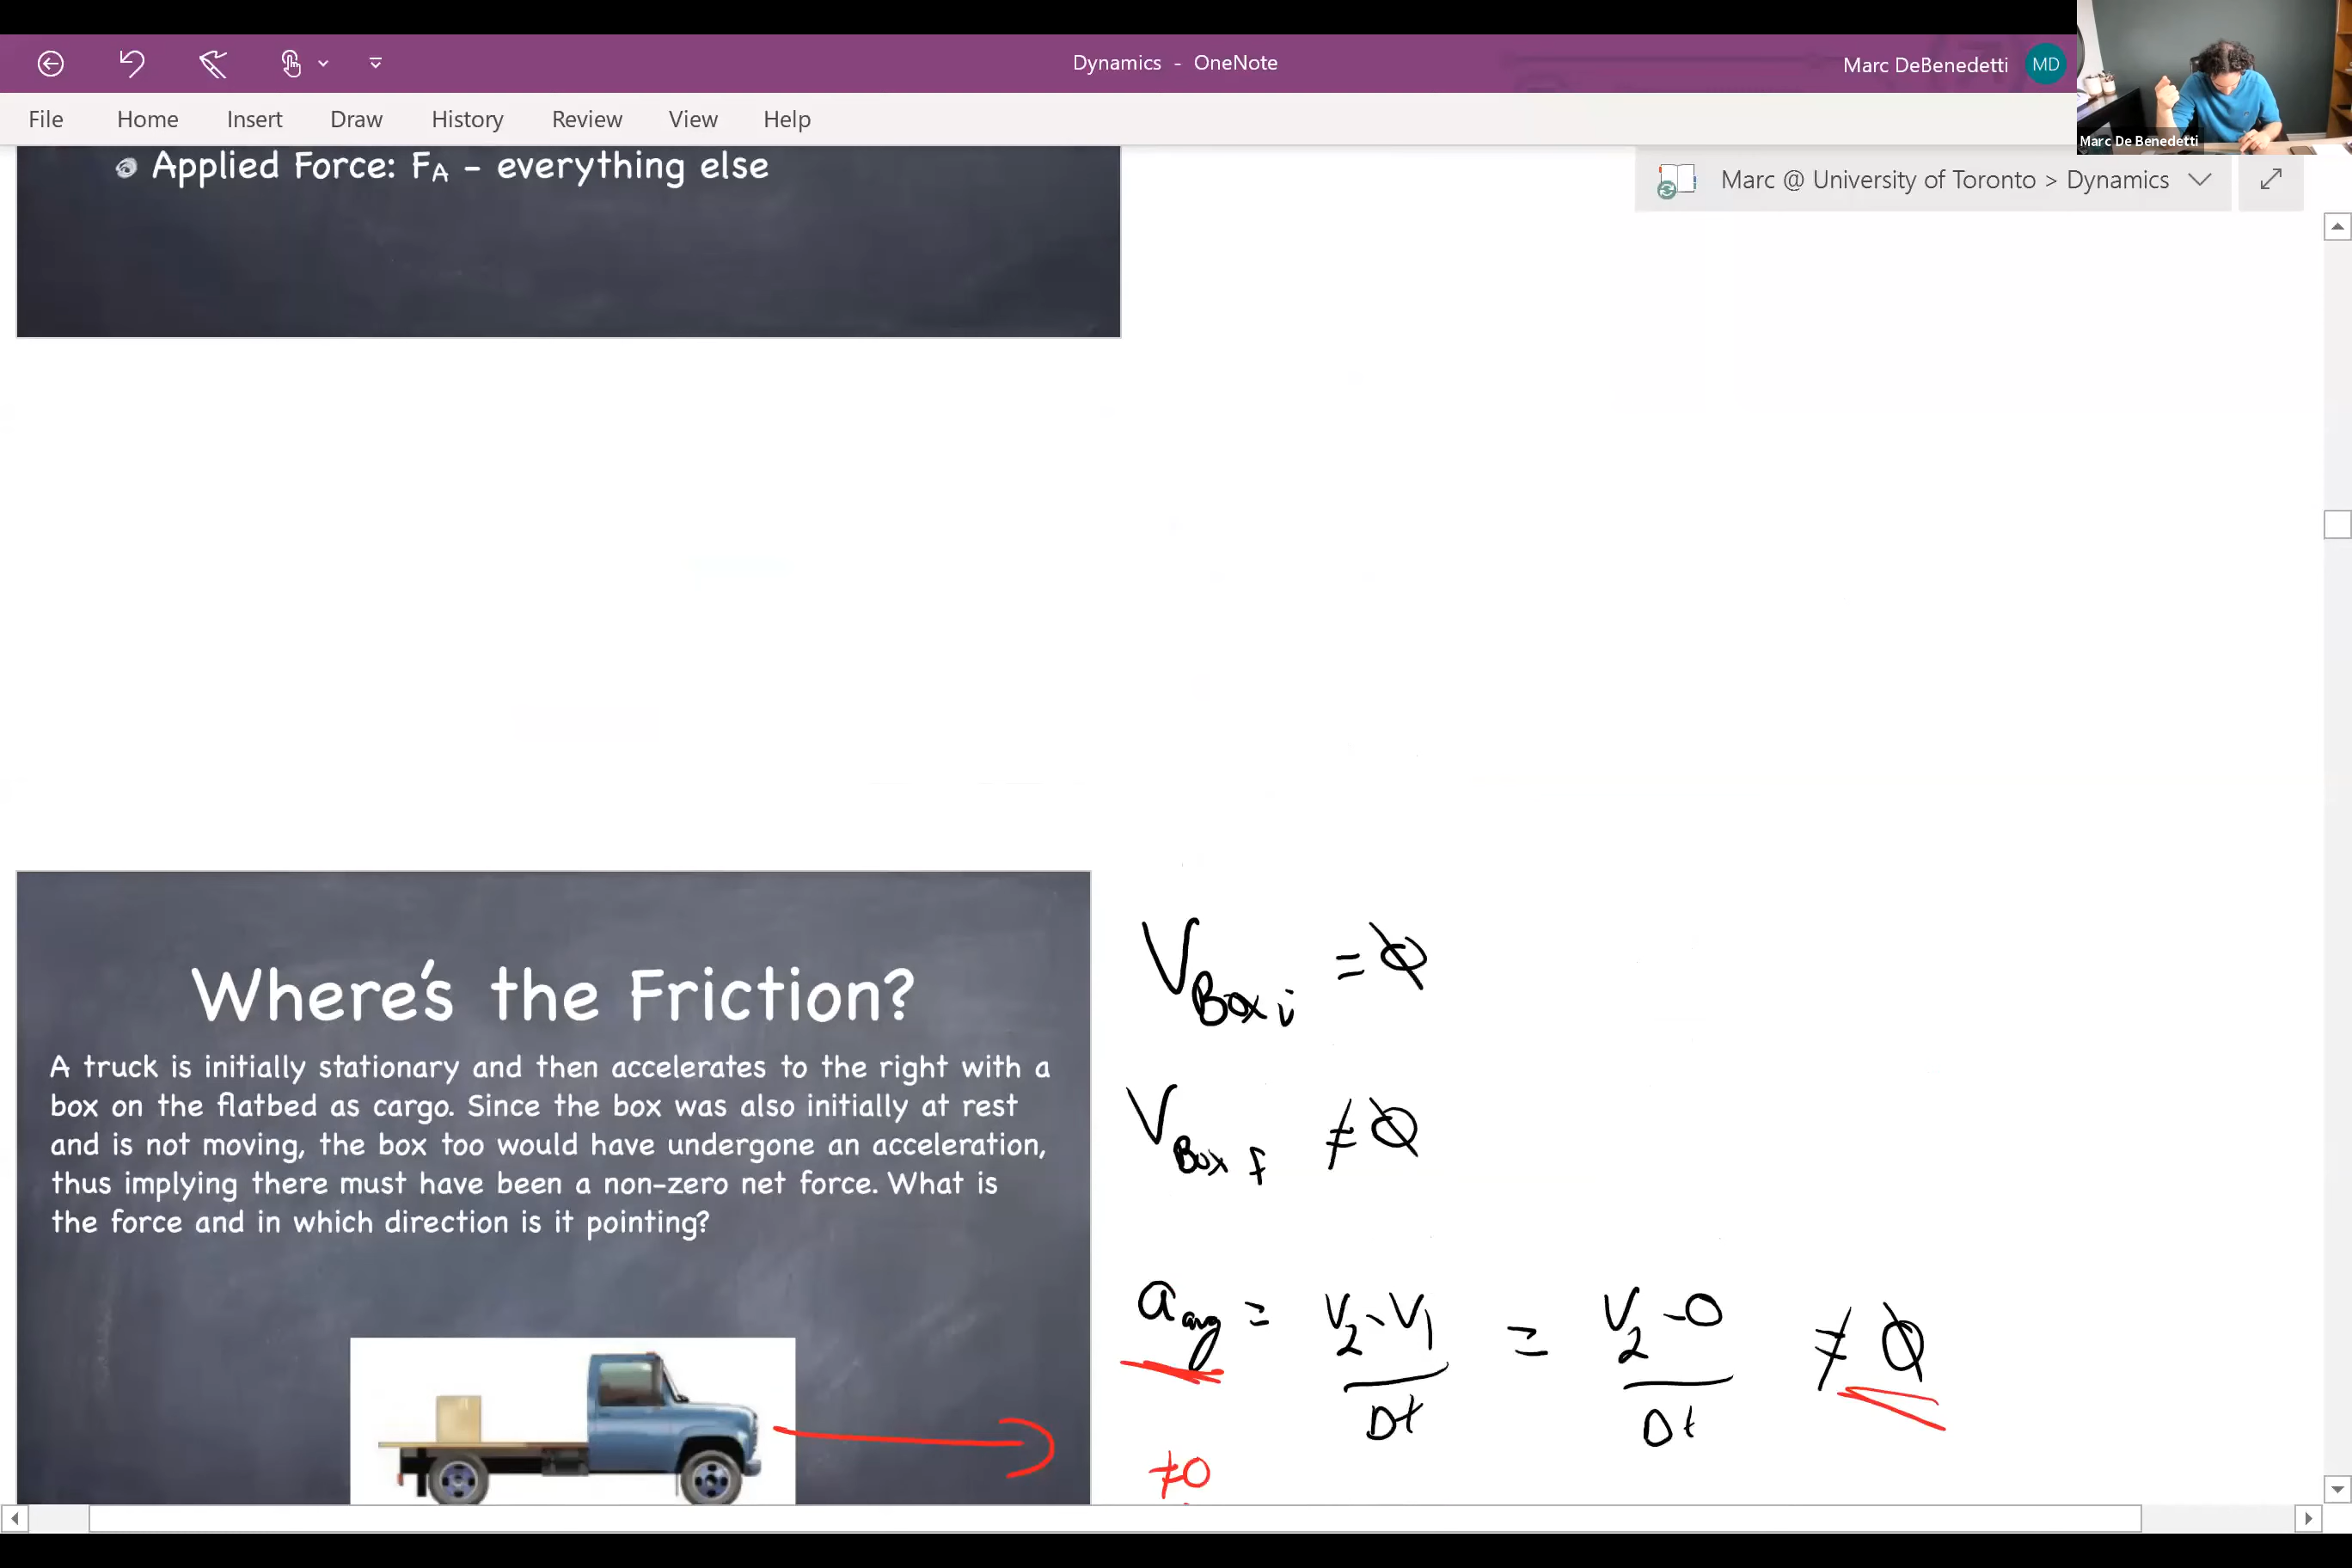 Dynamics - OneNote
Marc DeBenedetti MD
File Home Insert Draw History Review View Help
Marc De Benedetti
Applied Force: FA - everything else
Marc @ University of Toronto > Dynamics
Where's the Friction?
A truck is initially stationary and then accelerates to the right with a
box on the flatbed as cargo. Since the box was also initially at rest
and is not moving, the box too would have undergone an acceleration,
thus implying there must have been a non-zero net force. What is
the force and in which direction is it pointing?
V Box i = 0
V Box f ≠ 0
a avg = V2 - V1 / Dt = V2 - 0 / Dt ≠ 0
≠0